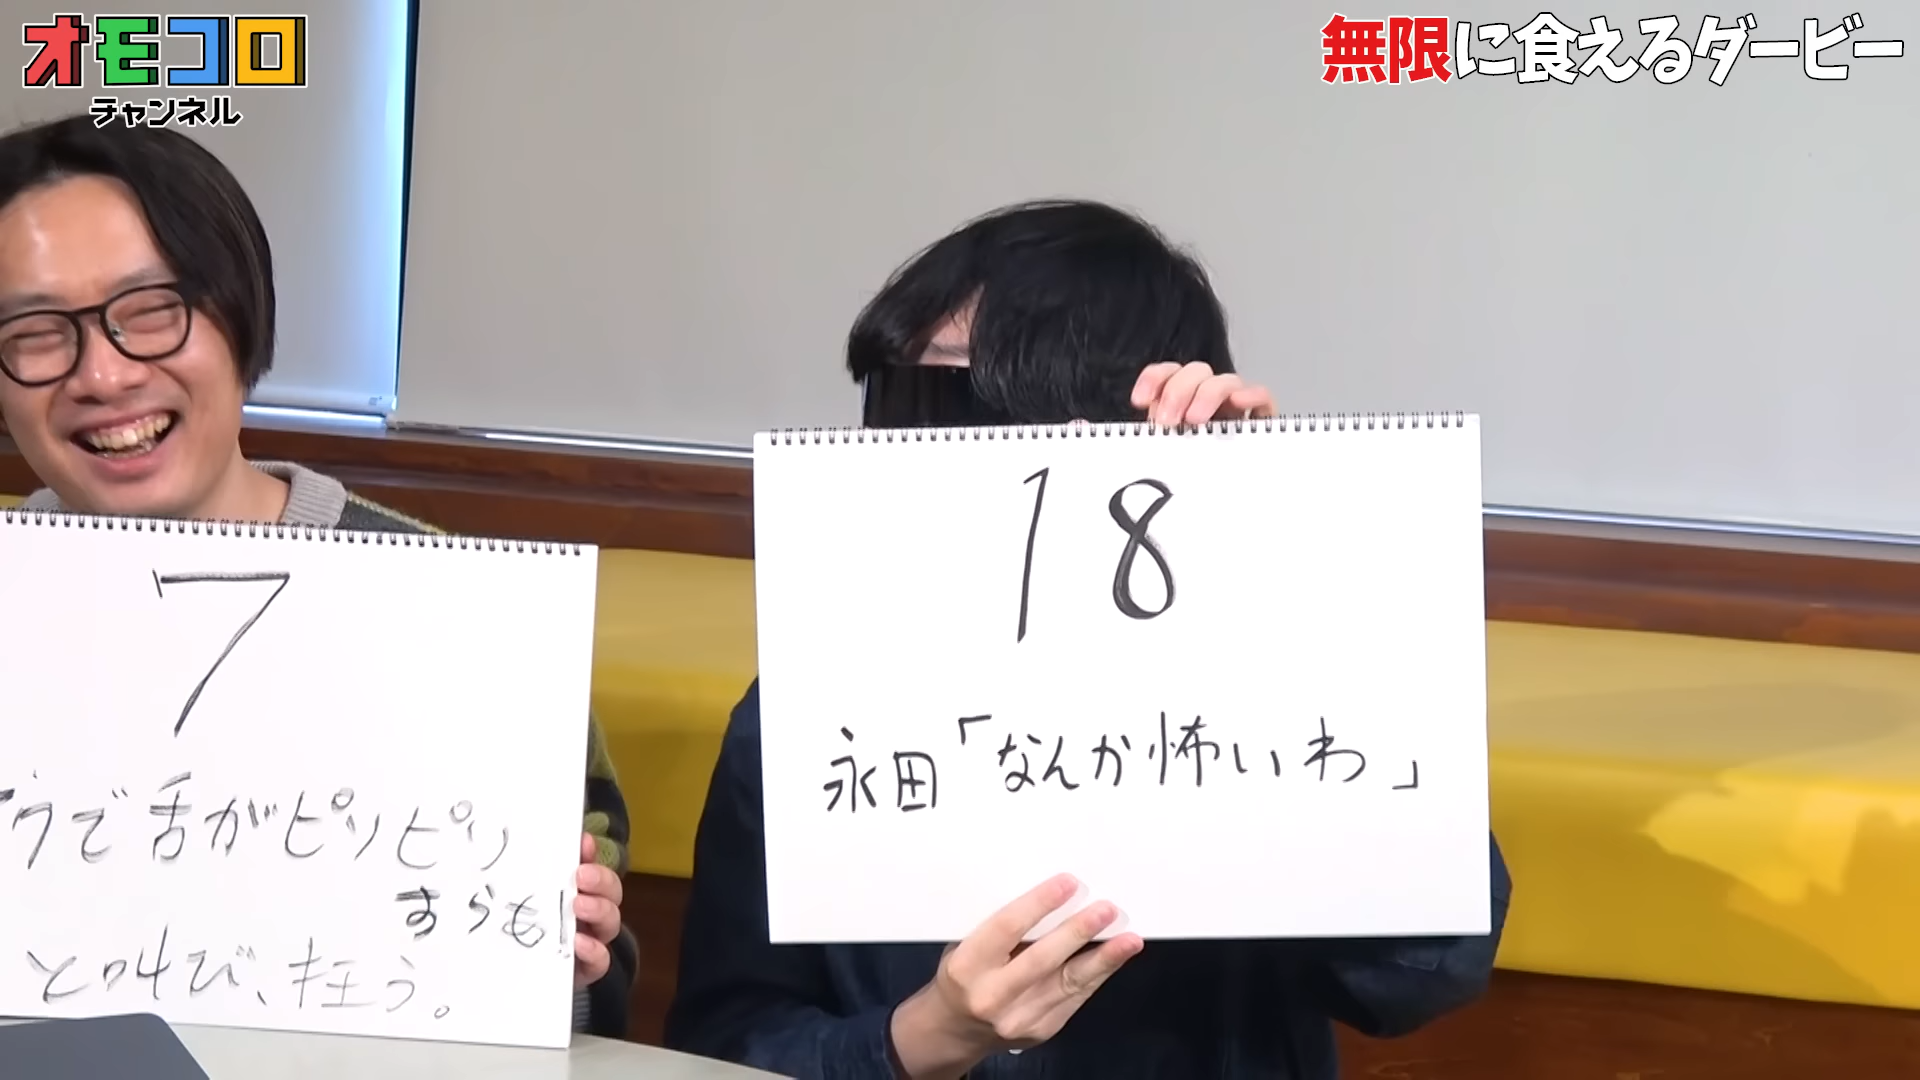 オモコロ
チャンネル
無限に食えるダービー
7
うで舌がピリピリ
すらも!
と叫び、狂う。
18
永田「なんか怖いわ」